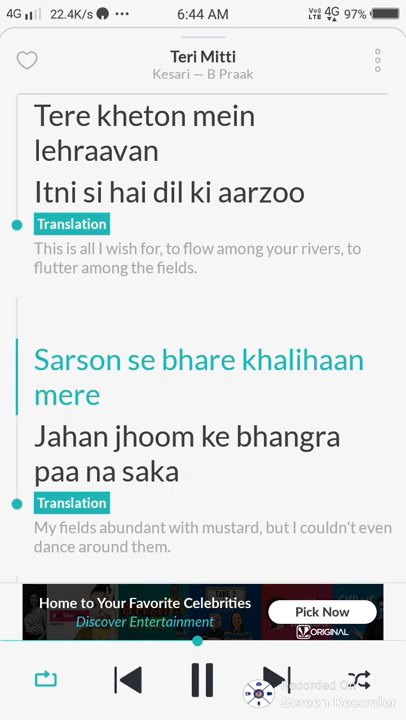 4G 22.4K/s ••• 6:44 AM VoLTE 4G 97%
Teri Mitti
Kesari — B Praak
Tere kheton mein
lehraavan
Itni si hai dil ki aarzoo
Translation
This is all I wish for, to flow among your rivers, to
flutter among the fields.
Sarson se bhare khalihaan
mere
Jahan jhoom ke bhangra
paa na saka
Translation
My fields abundant with mustard, but I couldn't even
dance around them.
Home to Your Favorite Celebrities
Discover Entertainment
Pick Now
ORIGINAL
Recorded On
Screen Recorder